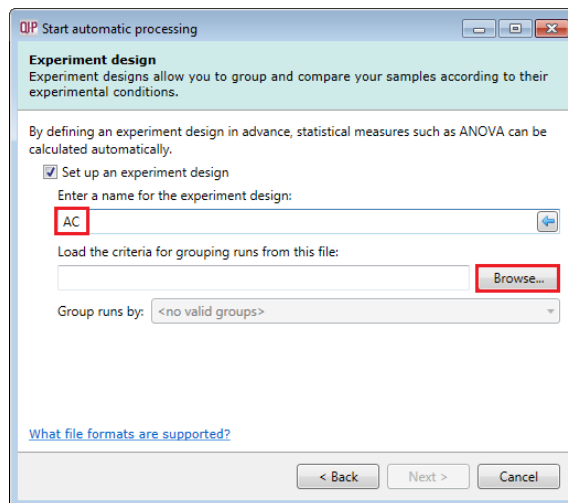 QIP Start automatic processing
Experiment design
Experiment designs allow you to group and compare your samples according to their
experimental conditions.
By defining an experiment design in advance, statistical measures such as ANOVA can be
calculated automatically.
Set up an experiment design
Enter a name for the experiment design:
AC
Load the criteria for grouping runs from this file:
Browse...
Group runs by: <no valid groups>
What file formats are supported?
< Back Next > Cancel